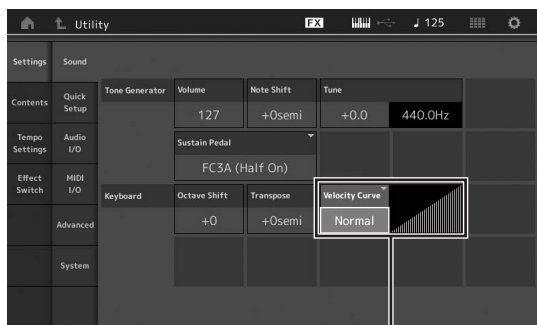 Utility FX ♩ 125
Settings
Sound
Contents
Quick
Setup
Tempo
Settings
Audio
I/O
Effect
Switch
MIDI
I/O
Advanced
System
Tone Generator
Volume
Note Shift
Tune
127
+0semi
+0.0
440.0Hz
Sustain Pedal
FC3A (Half On)
Keyboard
Octave Shift
Transpose
Velocity Curve
+0
+0semi
Normal